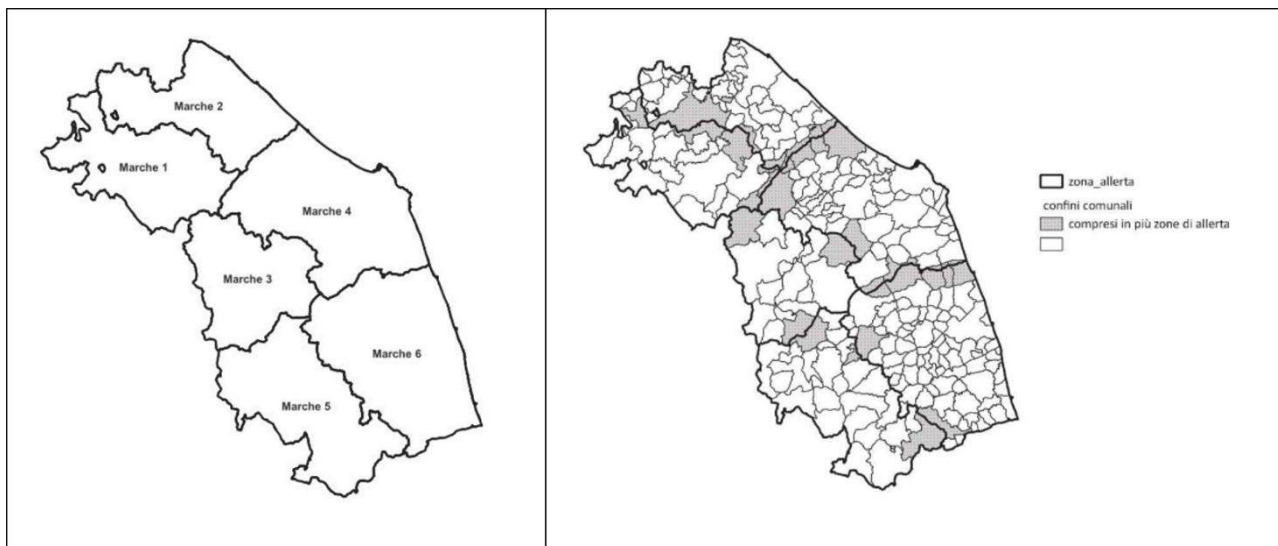 Marche 2
Marche 1
Marche 4
Marche 3
Marche 6
Marche 5
zona_allerta
confini comunali
compresi in più zone di allerta